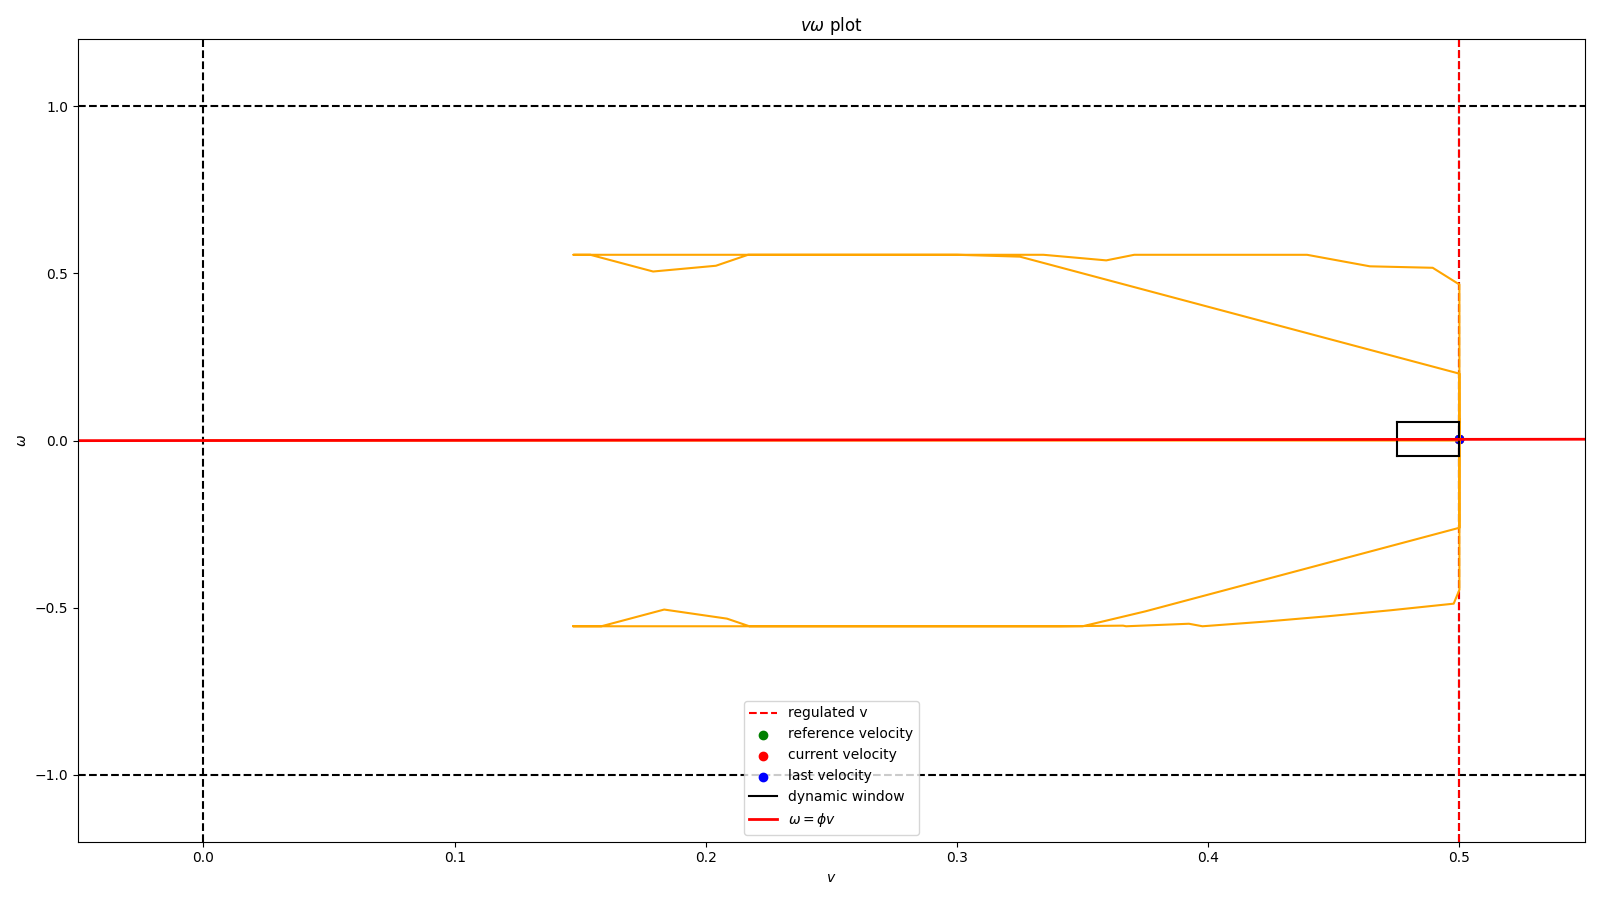 vω plot
1.0
0.5
0.0
−0.5
−1.0
ω
0.0
0.1
0.2
0.3
0.4
0.5
v
regulated v
reference velocity
current velocity
last velocity
dynamic window
ω = ϕv